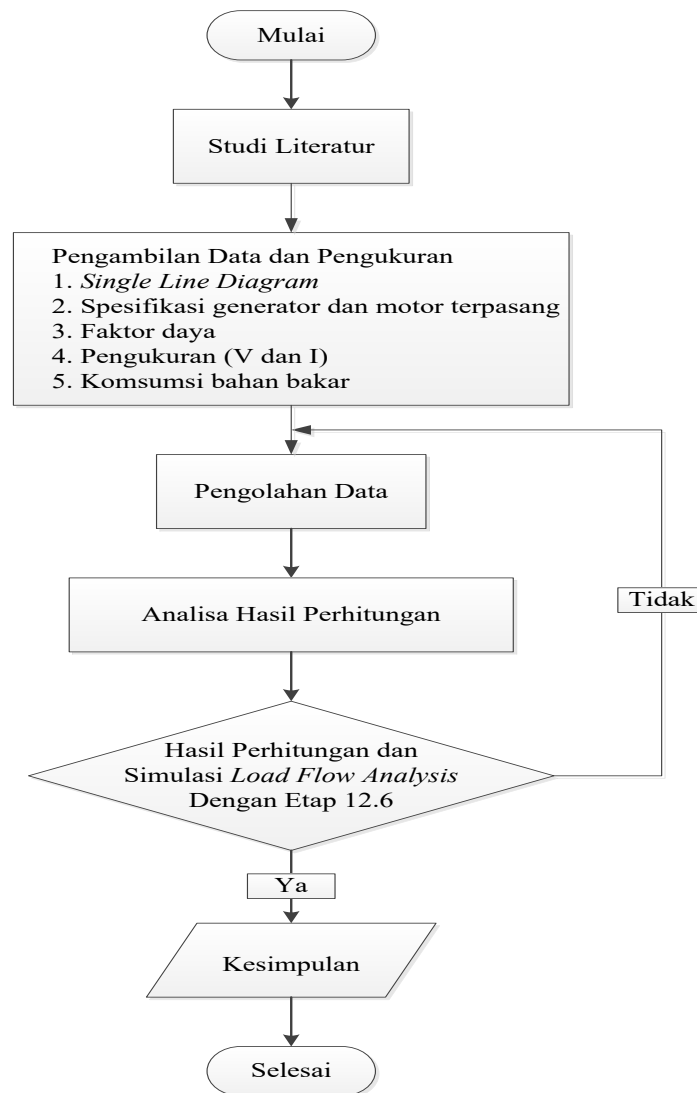 Mulai
Studi Literatur
Pengambilan Data dan Pengukuran
1. Single Line Diagram
2. Spesifikasi generator dan motor terpasang
3. Faktor daya
4. Pengukuran (V dan I)
5. Komsumsi bahan bakar
Pengolahan Data
Analisa Hasil Perhitungan
Tidak
Hasil Perhitungan dan
Simulasi Load Flow Analysis
Dengan Etap 12.6
Ya
Kesimpulan
Selesai